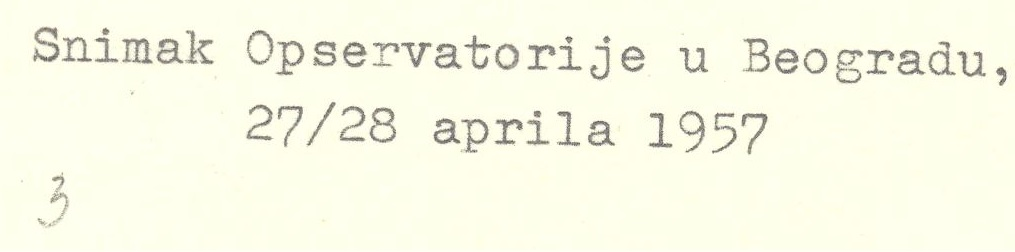 Snimak Opservatorije u Beogradu,
27/28 aprila 1957
3